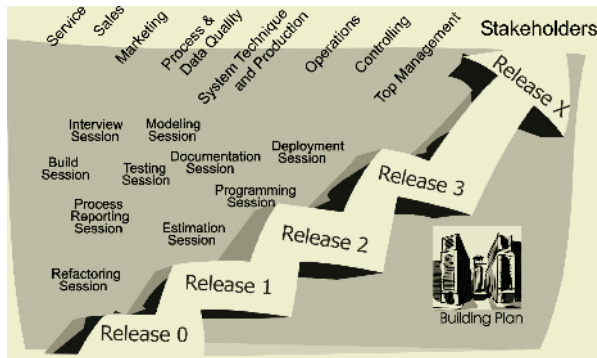 Service
Sales
Marketing
Process &
Data Quality
System Technique
and Production
Operations
Controlling
Top Management
Stakeholders
Interview
Session
Modeling
Session
Build
Session
Testing
Session
Documentation
Session
Deployment
Session
Process
Reporting
Session
Programming
Session
Estimation
Session
Refactoring
Session
Release 0
Release 1
Release 2
Release 3
Release X
Building Plan